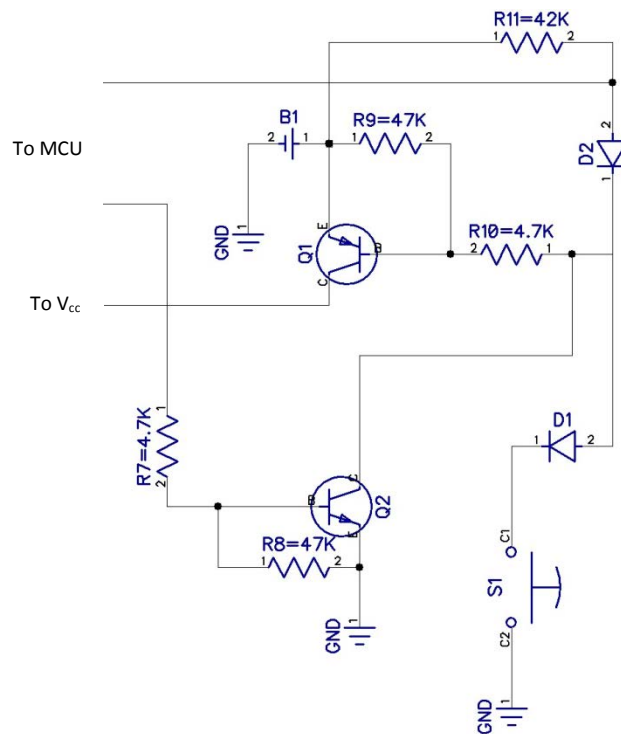 R11=42K
1 2
B1
2 1
R9=47K
1 2
2
D2
1
To MCU
GND
1
E
Q1
B
C
R10=4.7K
2 1
To Vcc
R7=4.7K
1
2
D1
1 2
C
B
Q2
E
R8=47K
1 2
GND
1
C1
S1
C2
GND
1